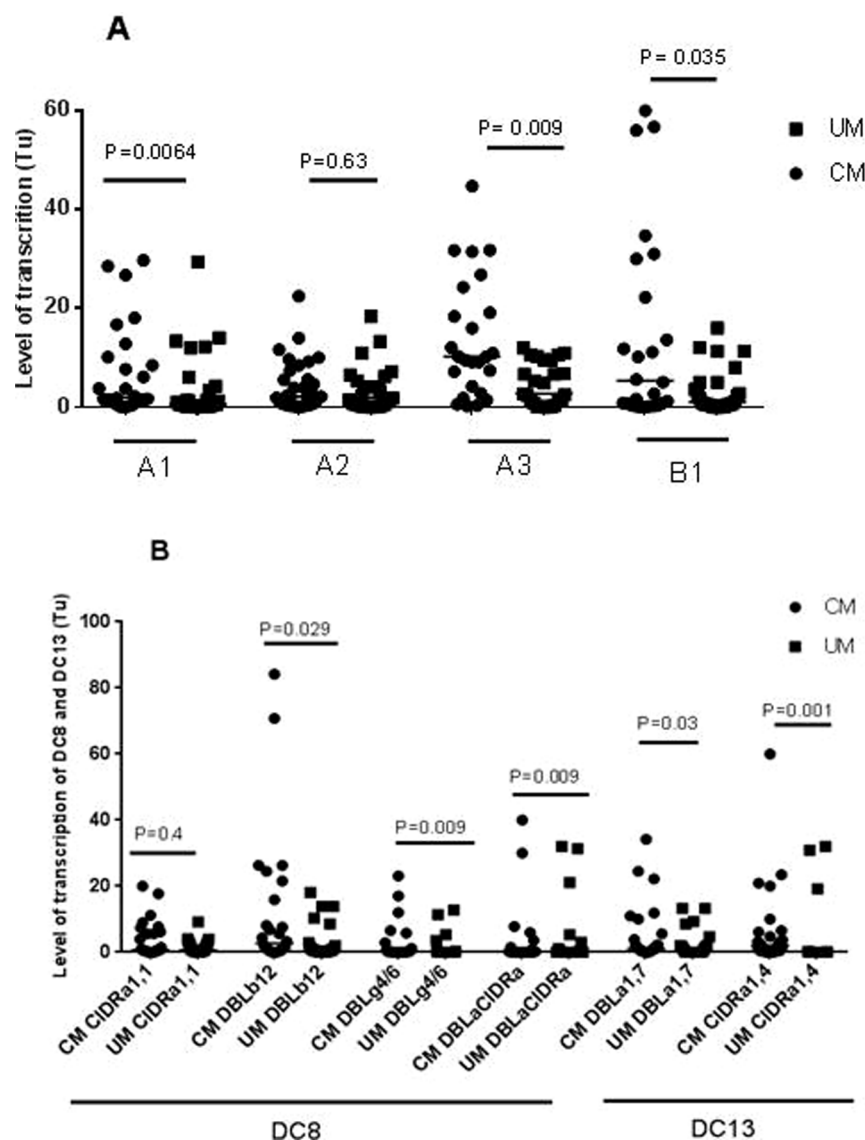 A
P= 0.035
60
P=0.0064
P=0.63
P= 0.009
UM
CM
Level of transcrition (Tu)
40
20
0
A1
A2
A3
B1
B
CM
UM
Level of transcription of DC8 and DC13 (Tu)
100
P=0.029
80
P=0.001
P=0.03
60
P=0.009
40
P=0.4
P=0.009
20
0
CM CIDRa1,1
UM CIDRa1,1
CM DBLb12
UM DBLb12
CM DBLg4/6
UM DBLg4/6
CM DBLaCIDRa
UM DBLaCIDRa
CM DBLa1,7
UM DBLa1,7
CM CIDRa1,4
UM CIDRa1,4
DC8
DC13